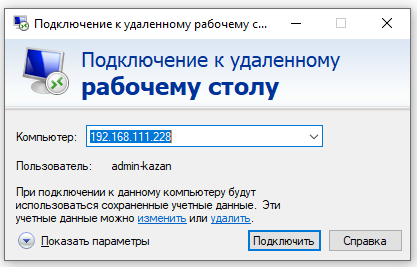 Подключение к удаленному рабочему с...
Подключение к удаленному
рабочему столу
Компьютер: 192.168.111.228
Пользователь: admin-kazan
При подключении к данному компьютеру будут
использоваться сохраненные учетные данные. Эти
учетные данные можно изменить или удалить.
Показать параметры Подключить Справка